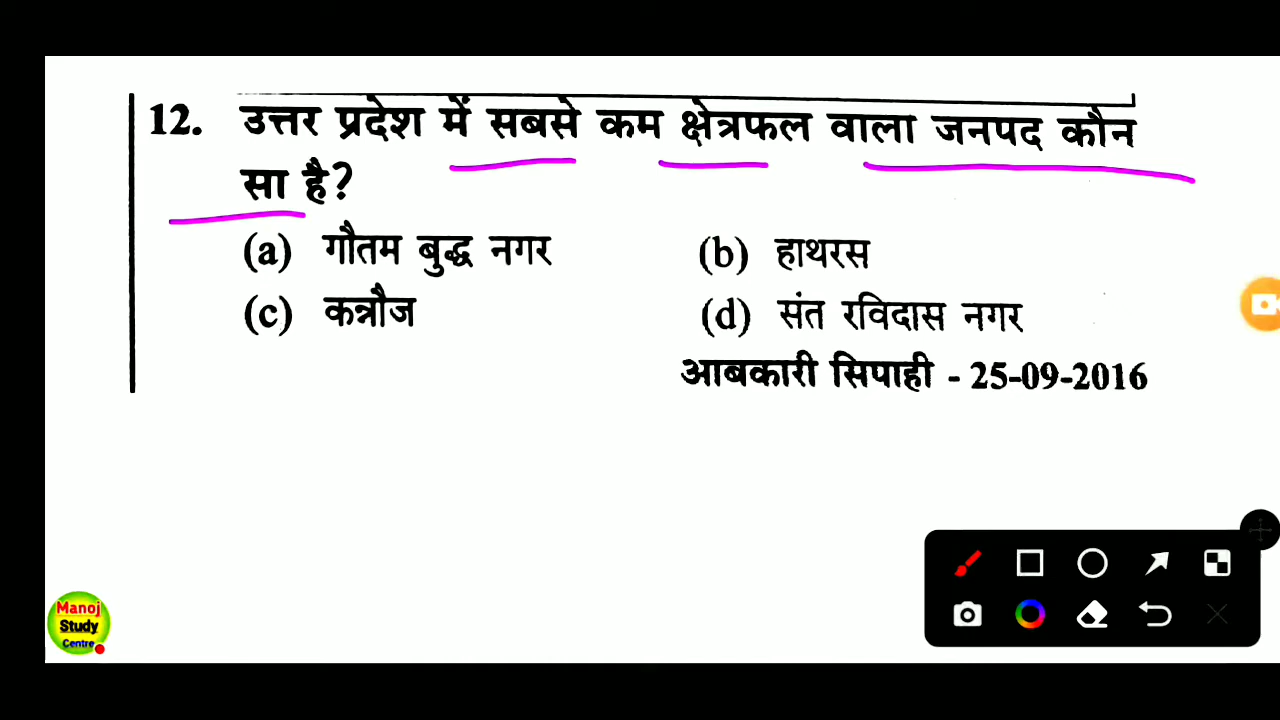 12. उत्तर प्रदेश में सबसे कम क्षेत्रफल वाला जनपद कौन
सा है?
(a) गौतम बुद्ध नगर (b) हाथरस
(c) कन्नौज (d) संत रविदास नगर
आबकारी सिपाही - 25-09-2016
Manoj
Study
Centre